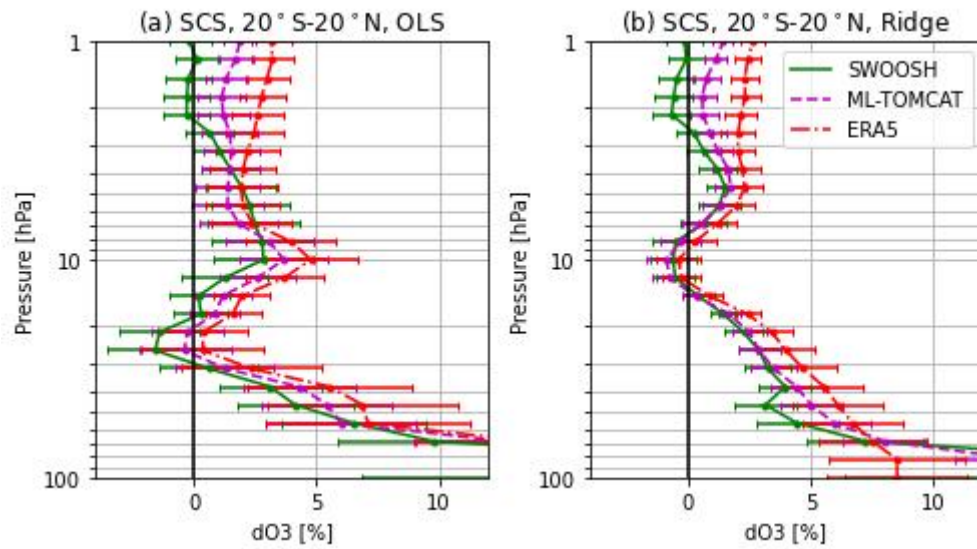 (a) SCS, 20°S-20°N, OLS
(b) SCS, 20°S-20°N, Ridge
1
10
100
Pressure [hPa]
0
5
10
dO3 [%]
1
10
100
Pressure [hPa]
0
5
10
dO3 [%]
SWOOSH
ML-TOMCAT
ERA5